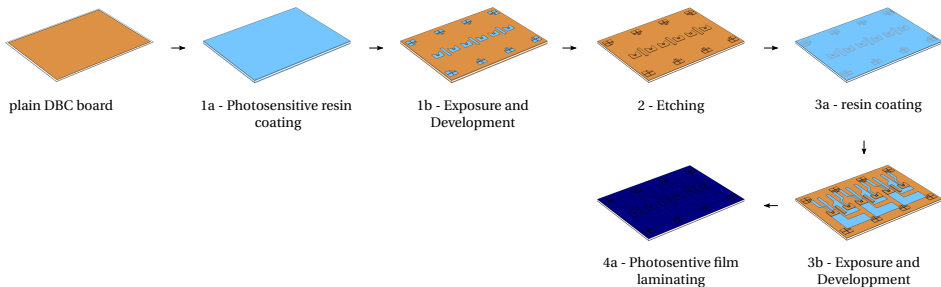 plain DBC board
1a - Photosensitive resin
coating
1b - Exposure and
Development
2 - Etching
3a - resin coating
4a - Photosentive film
laminating
3b - Exposure and
Developpment